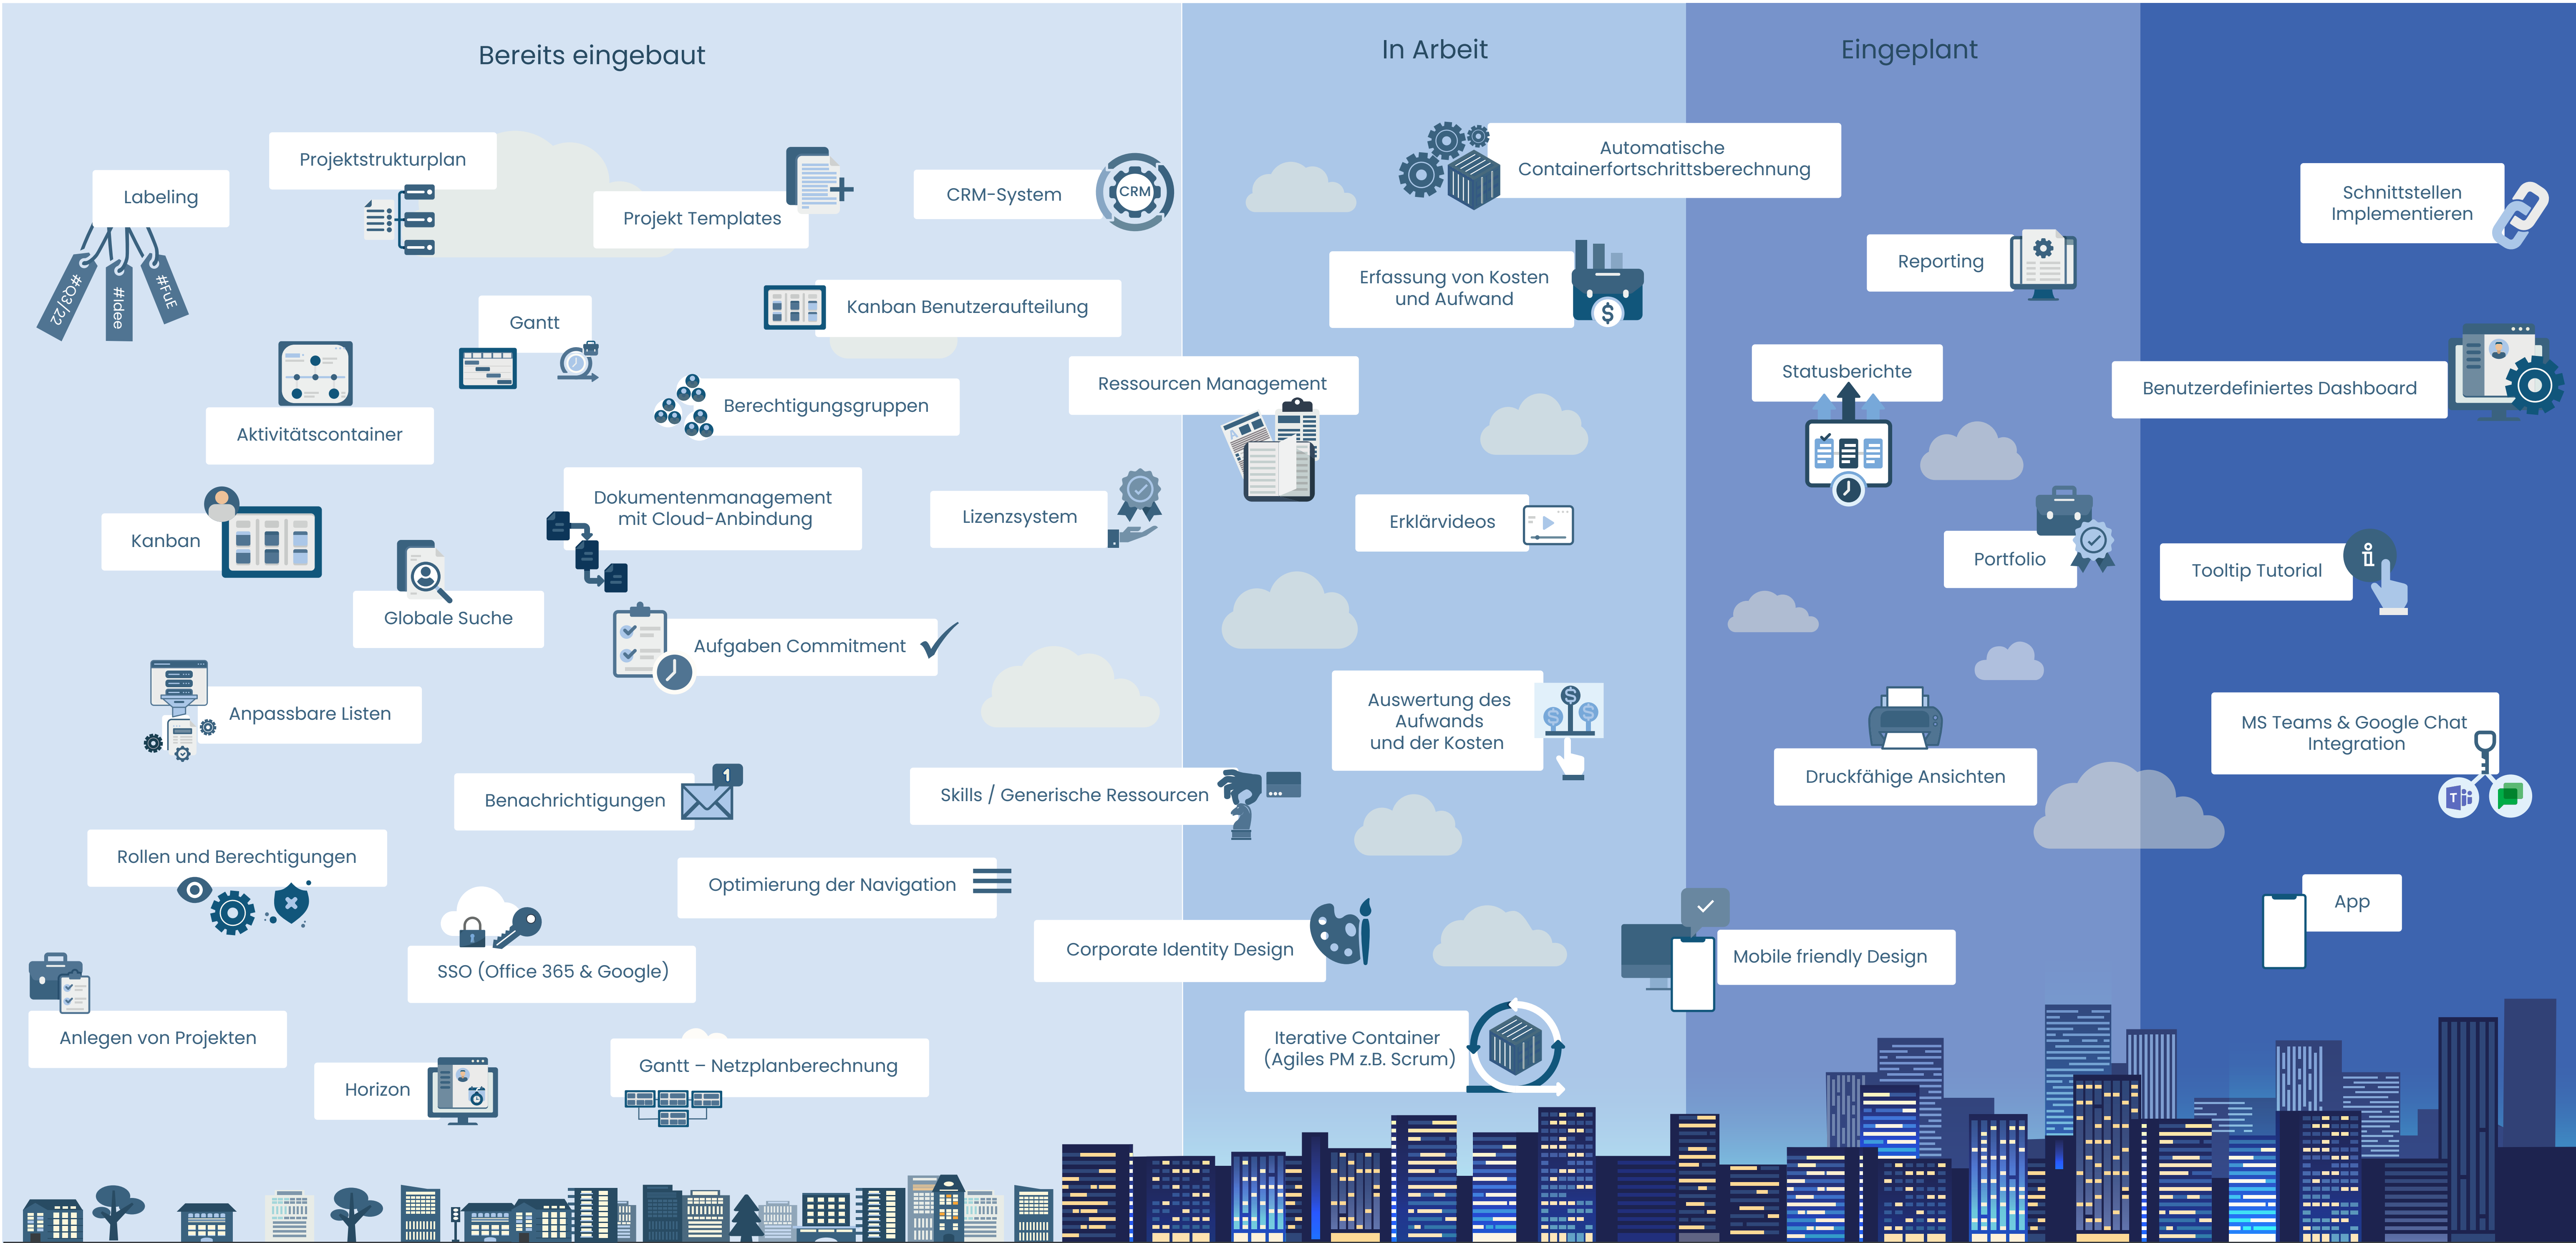 Bereits eingebaut
Labeling
#Q3/22
#Idee
#FuE
Projektstrukturplan
Projekt Templates
CRM-System
CRM
Gantt
Kanban Benutzeraufteilung
Aktivitätscontainer
Berechtigungsgruppen
Kanban
Dokumentenmanagement
mit Cloud-Anbindung
Lizenzsystem
Globale Suche
Aufgaben Commitment
Anpassbare Listen
Benachrichtigungen
1
Skills / Generische Ressourcen
Rollen und Berechtigungen
Optimierung der Navigation
SSO (Office 365 & Google)
Corporate Identity Design
Anlegen von Projekten
Gantt – Netzplanberechnung
Horizon
In Arbeit
Automatische
Containerfortschrittsberechnung
Erfassung von Kosten
und Aufwand
$
Ressourcen Management
Erklärvideos
Auswertung des
Aufwands
und der Kosten
$
$
$
Iterative Container
(Agiles PM z.B. Scrum)
Eingeplant
Reporting
Statusberichte
Portfolio
Druckfähige Ansichten
Mobile friendly Design
Schnittstellen
Implementieren
Benutzerdefiniertes Dashboard
Tooltip Tutorial
i
MS Teams & Google Chat
Integration
T
App